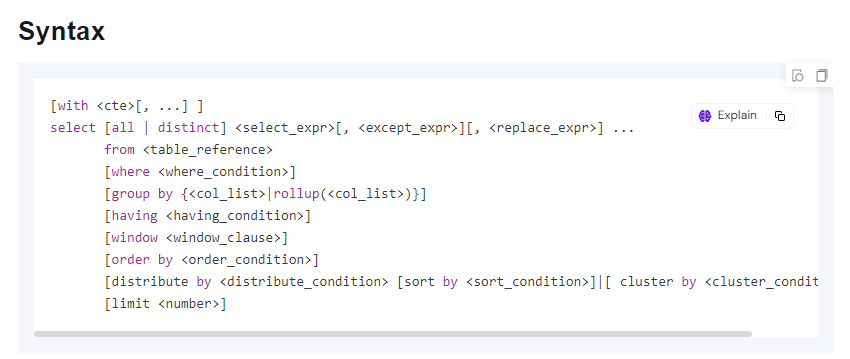 Syntax
[with <cte>[, ...] ]
select [all | distinct] <select_expr>[, <except_expr>][, <replace_expr>] ...
from <table_reference>
[where <where_condition>]
[group by {<col_list>|rollup(<col_list>)}]
[having <having_condition>]
[window <window_clause>]
[order by <order_condition>]
[distribute by <distribute_condition> [sort by <sort_condition>]|[ cluster by <cluster_condit
[limit <number>]
Explain